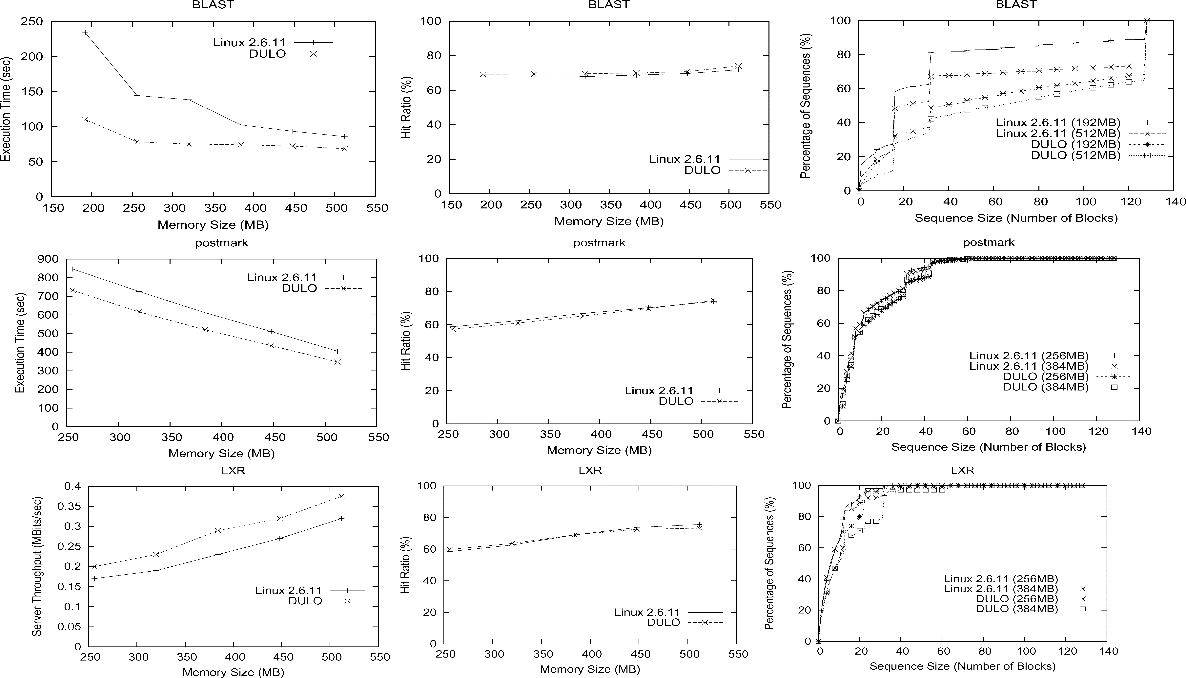 BLAST
Execution Time (sec)
250
200
150
100
50
0
Linux 2.6.11
DULO
150 200 250 300 350 400 450 500 550
Memory Size (MB)
BLAST
Hit Ratio (%)
100
80
60
40
20
0
Linux 2.6.11
DULO
150 200 250 300 350 400 450 500 550
Memory Size (MB)
BLAST
Percentage of Sequences (%)
100
80
60
40
20
0
Linux 2.6.11 (192MB)
Linux 2.6.11 (512MB)
DULO (192MB)
DULO (512MB)
0 20 40 60 80 100 120 140
Sequence Size (Number of Blocks)
postmark
Execution Time (sec)
900
800
700
600
500
400
300
200
100
0
Linux 2.6.11
DULO
250 300 350 400 450 500 550
Memory Size (MB)
postmark
Hit Ratio (%)
100
80
60
40
20
0
Linux 2.6.11
DULO
250 300 350 400 450 500 550
Memory Size (MB)
postmark
Percentage of Sequences (%)
100
80
60
40
20
0
Linux 2.6.11 (256MB)
Linux 2.6.11 (384MB)
DULO (256MB)
DULO (384MB)
0 20 40 60 80 100 120 140
Sequence Size (Number of Blocks)
LXR
Server Throughput (MBits/sec)
0.4
0.35
0.3
0.25
0.2
0.15
0.1
0.05
0
Linux 2.6.11
DULO
250 300 350 400 450 500 550
Memory Size (MB)
LXR
Hit Ratio (%)
100
80
60
40
20
0
Linux 2.6.11
DULO
250 300 350 400 450 500 550
Memory Size (MB)
LXR
Percentage of Sequences (%)
100
80
60
40
20
0
Linux 2.6.11 (256MB)
Linux 2.6.11 (384MB)
DULO (256MB)
DULO (384MB)
0 20 40 60 80 100 120 140
Sequence Size (Number of Blocks)